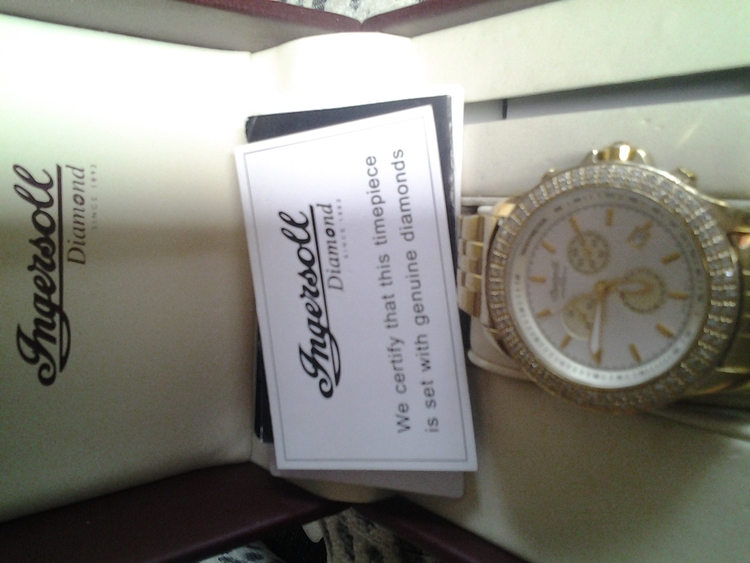 Ingersoll
Diamond
SINCE 1892
Ingersoll
Diamond
SINCE 1892
We certify that this timepiece
is set with genuine diamonds